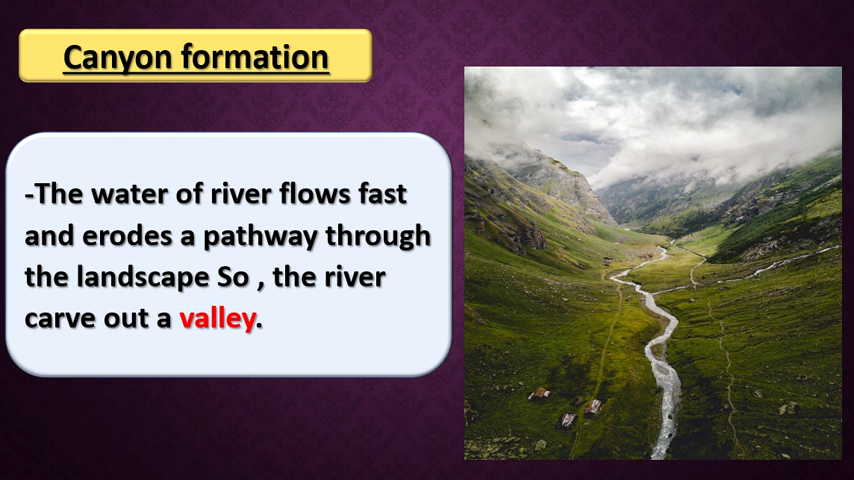 Canyon formation
-The water of river flows fast
and erodes a pathway through
the landscape So , the river
carve out a valley.